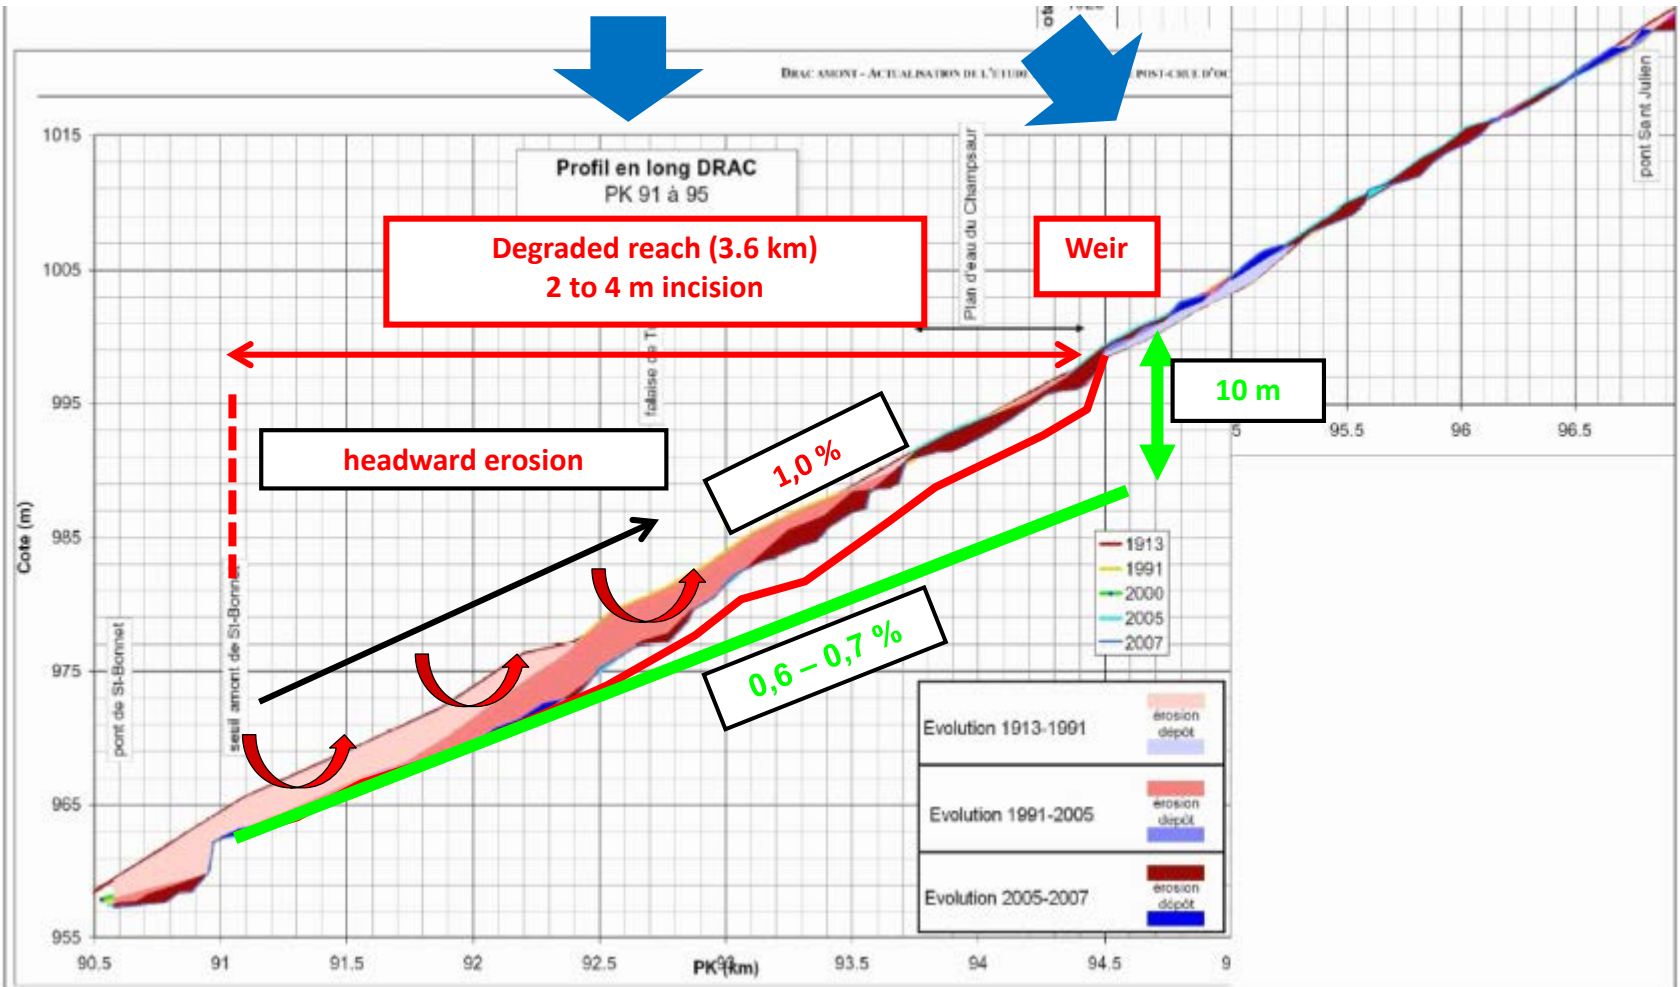 DRAC AMONT - ACTUALISATION DE L'ETUDE
POST-CRUE D'OC
Profil en long DRAC
PK 91 à 95
Degraded reach (3.6 km)
2 to 4 m incision
Weir
Plan d'eau du Champsaur
pont Sant Julien
falaise de
headward erosion
1,0 %
10 m
0,6 – 0,7 %
pont de St-Bonnet
seuil amont de St-Bonnet
Cote (m)
1015
1005
995
985
975
965
955
90.5
91
91.5
92
92.5
93.5
94
94.5
95.5
96
96.5
PK (km)
1913
1991
2000
2005
2007
Evolution 1913-1991
érosion
dépôt
Evolution 1991-2005
érosion
dépôt
Evolution 2005-2007
érosion
dépôt